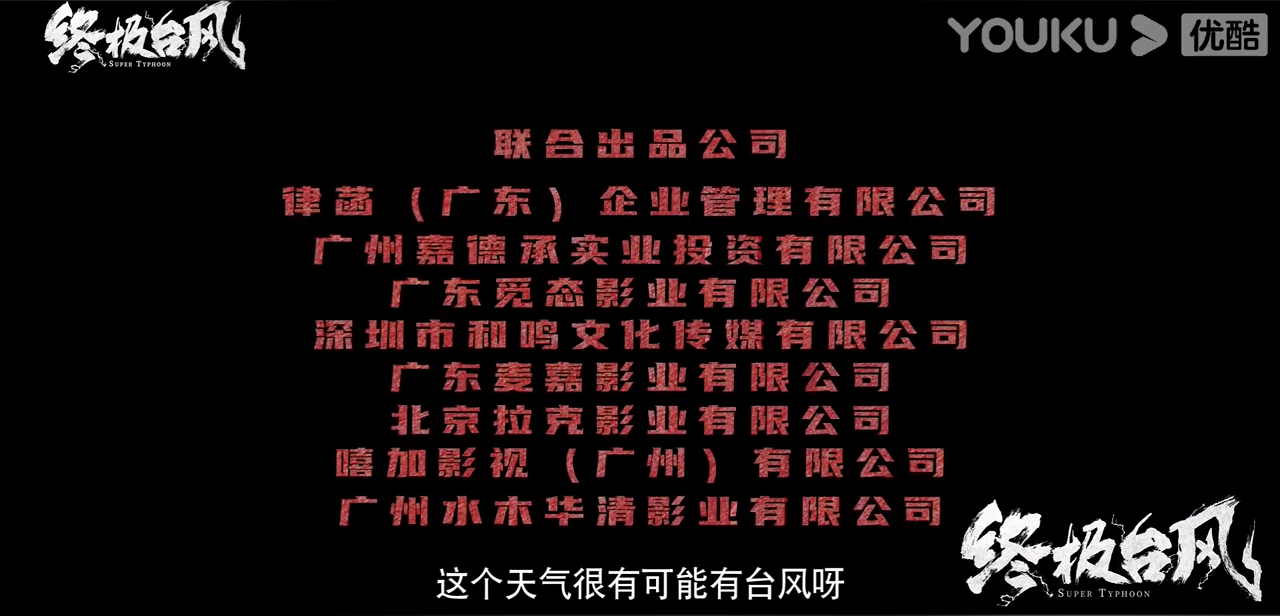 终极台风
SUPER TYPHOON
YOUKU 优酷
联合出品公司
律菡（广东）企业管理有限公司
广州嘉德承实业投资有限公司
广东觅态影业有限公司
深圳市和鸣文化传媒有限公司
广东麦嘉影业有限公司
北京拉克影业有限公司
嘻加影视（广州）有限公司
广州水木华清影业有限公司
终极台风
SUPER TYPHOON
这个天气很有可能有台风呀